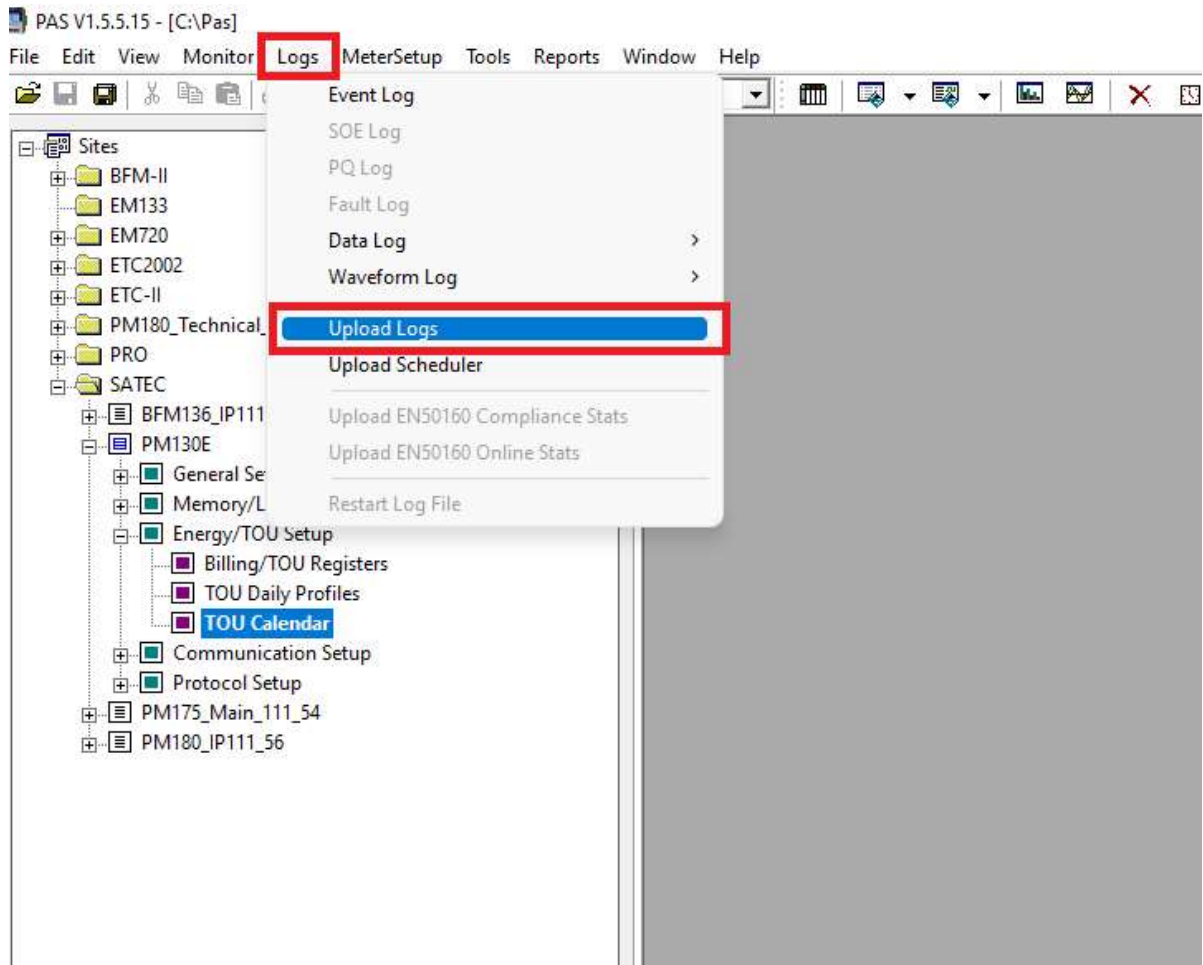 PAS V1.5.5.15 - [C:\Pas]
File Edit View Monitor Logs MeterSetup Tools Reports Window Help
Event Log
SOE Log
PQ Log
Fault Log
Data Log
Waveform Log
Upload Logs
Upload Scheduler
Upload EN50160 Compliance Stats
Upload EN50160 Online Stats
Restart Log File
Sites
BFM-II
EM133
EM720
ETC2002
ETC-II
PM180_Technical_
PRO
SATEC
BFM136_IP111
PM130E
General Se
Memory/L
Energy/TOU Setup
Billing/TOU Registers
TOU Daily Profiles
TOU Calendar
Communication Setup
Protocol Setup
PM175_Main_111_54
PM180_IP111_56